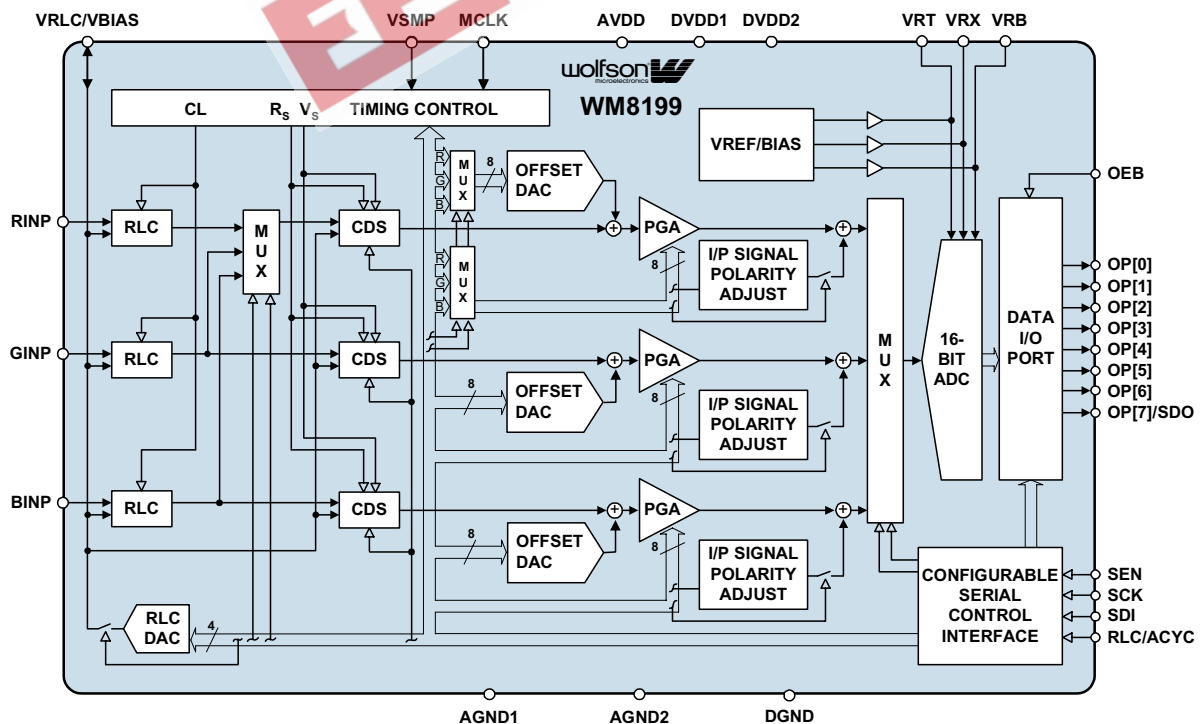 VRLC/VBIAS VSMP MCLK AVDD DVDD1 DVDD2 VRT VRX VRB
wolfson
microelectronics
WM8199
CL RS VS TIMING CONTROL
VREF/BIAS
OEB
R
G
B
MUX
8
OFFSET
DAC
RINP
RLC
MUX
CDS
+
PGA
8
I/P SIGNAL
POLARITY
ADJUST
+
R
G
B
MUX
MUX
16-
BIT
ADC
DATA
I/O
PORT
OP[0]
OP[1]
OP[2]
OP[3]
OP[4]
OP[5]
OP[6]
OP[7]/SDO
GINP
RLC
CDS
+
PGA
8
8
OFFSET
DAC
I/P SIGNAL
POLARITY
ADJUST
+
BINP
RLC
CDS
+
PGA
8
8
OFFSET
DAC
I/P SIGNAL
POLARITY
ADJUST
+
CONFIGURABLE
SERIAL
CONTROL
INTERFACE
SEN
SCK
SDI
RLC/ACYC
RLC
DAC
4
AGND1 AGND2 DGND